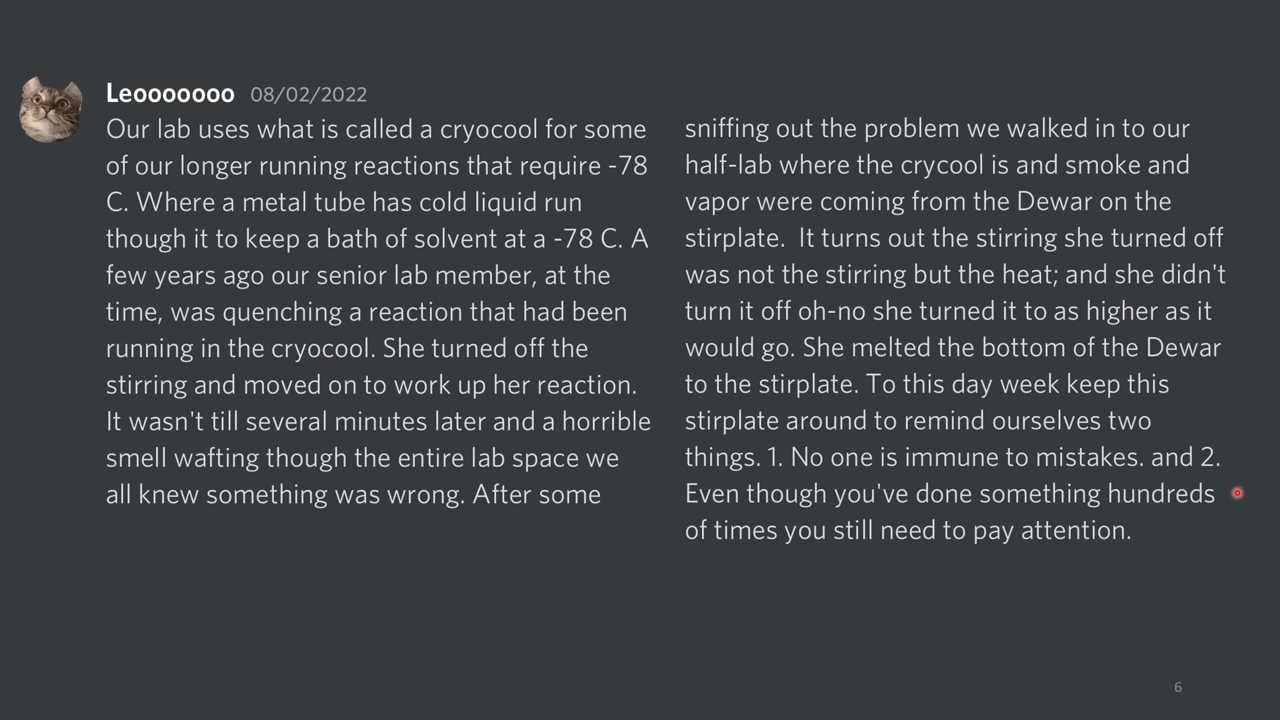 Leooooooo 08/02/2022
Our lab uses what is called a cryocool for some
of our longer running reactions that require -78
C. Where a metal tube has cold liquid run
though it to keep a bath of solvent at a -78 C. A
few years ago our senior lab member, at the
time, was quenching a reaction that had been
running in the cryocool. She turned off the
stirring and moved on to work up her reaction.
It wasn't till several minutes later and a horrible
smell wafting though the entire lab space we
all knew something was wrong. After some
sniffing out the problem we walked in to our
half-lab where the crycool is and smoke and
vapor were coming from the Dewar on the
stirplate.  It turns out the stirring she turned off
was not the stirring but the heat; and she didn't
turn it off oh-no she turned it to as higher as it
would go. She melted the bottom of the Dewar
to the stirplate. To this day week keep this
stirplate around to remind ourselves two
things. 1. No one is immune to mistakes. and 2.
Even though you've done something hundreds
of times you still need to pay attention.
6